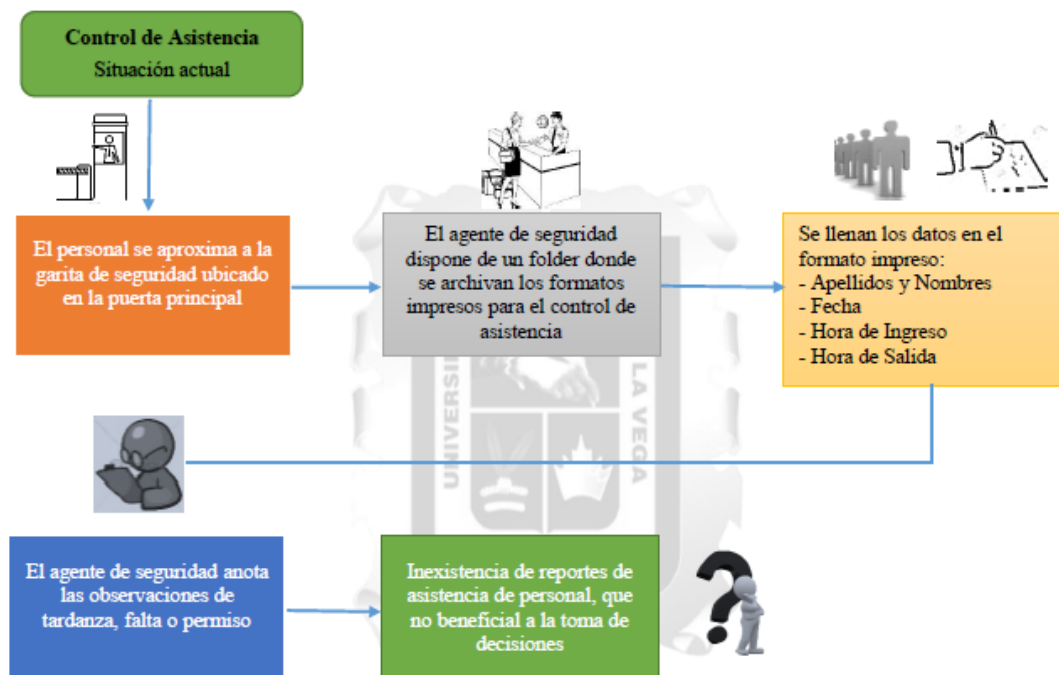 Control de Asistencia
Situación actual
El personal se aproxima a la
garita de seguridad ubicado
en la puerta principal
El agente de seguridad
dispone de un folder donde
se archivan los formatos
impresos para el control de
asistencia
Se llenan los datos en el
formato impreso:
- Apellidos y Nombres
- Fecha
- Hora de Ingreso
- Hora de Salida
UNIVERSI
LA VEGA
El agente de seguridad anota
las observaciones de
tardanza, falta o permiso
Inexistencia de reportes de
asistencia de personal, que
no beneficial a la toma de
decisiones